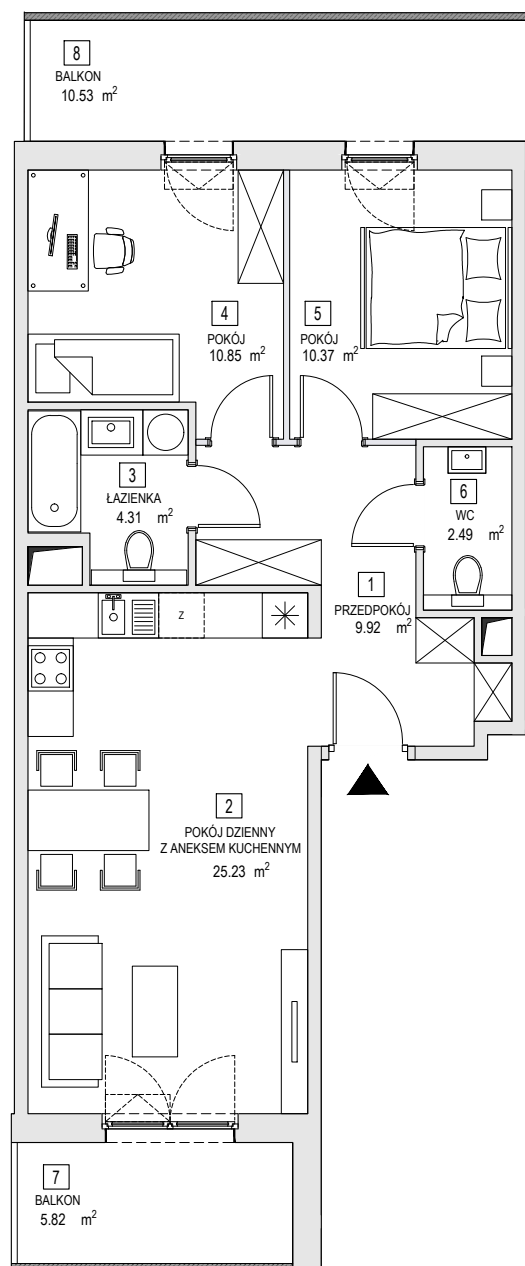 8
BALKON
10.53 m²
4
POKÓJ
10.85 m²
5
POKÓJ
10.37 m²
3
ŁAZIENKA
4.31 m²
6
WC
2.49 m²
1
PRZEDPOKÓJ
9.92 m²
Z
2
POKÓJ DZIENNY
Z ANEKSEM KUCHENNYM
25.23 m²
7
BALKON
5.82 m²